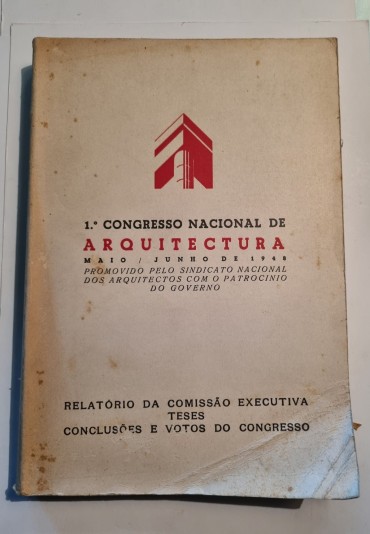 1.º CONGRESSO NACIONAL DE
ARQUITECTURA
MAIO / JUNHO DE 1948
PROMOVIDO PELO SINDICATO NACIONAL
DOS ARQUITECTOS COM O PATROCINIO
DO GOVERNO
RELATÓRIO DA COMISSÃO EXECUTIVA
TESES
CONCLUSÕES E VOTOS DO CONGRESSO